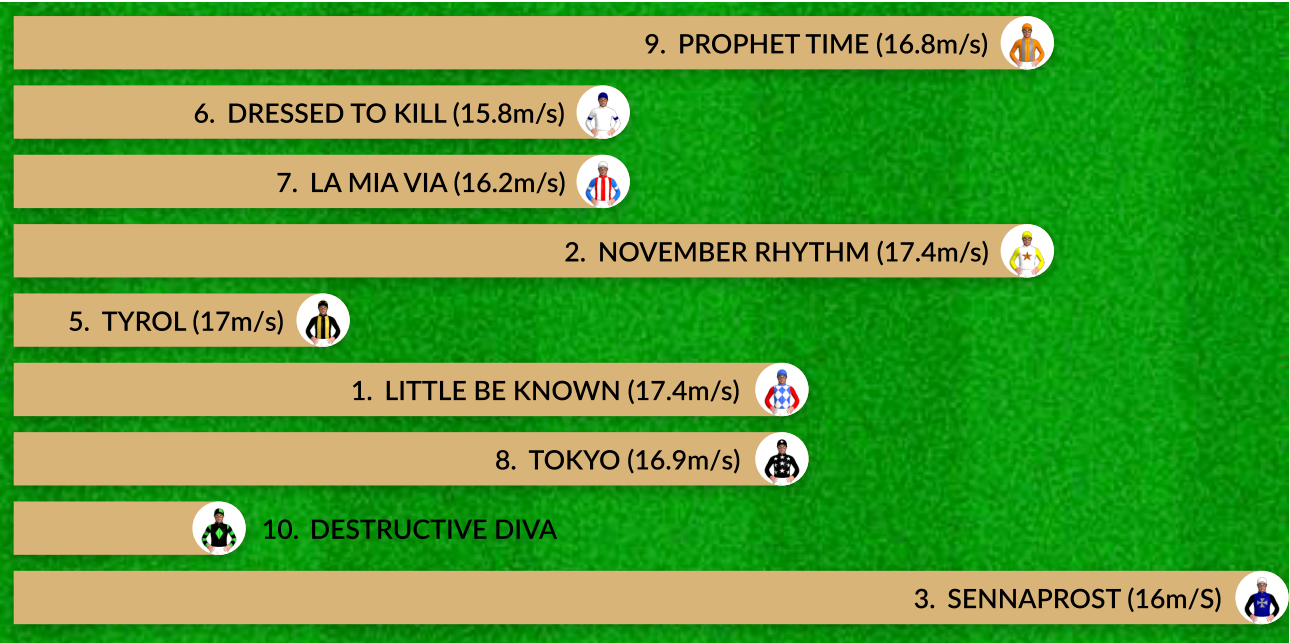 9. PROPHET TIME (16.8m/s)
6. DRESSED TO KILL (15.8m/s)
7. LA MIA VIA (16.2m/s)
2. NOVEMBER RHYTHM (17.4m/s)
5. TYROL (17m/s)
1. LITTLE BE KNOWN (17.4m/s)
8. TOKYO (16.9m/s)
10. DESTRUCTIVE DIVA
3. SENNAPROST (16m/S)